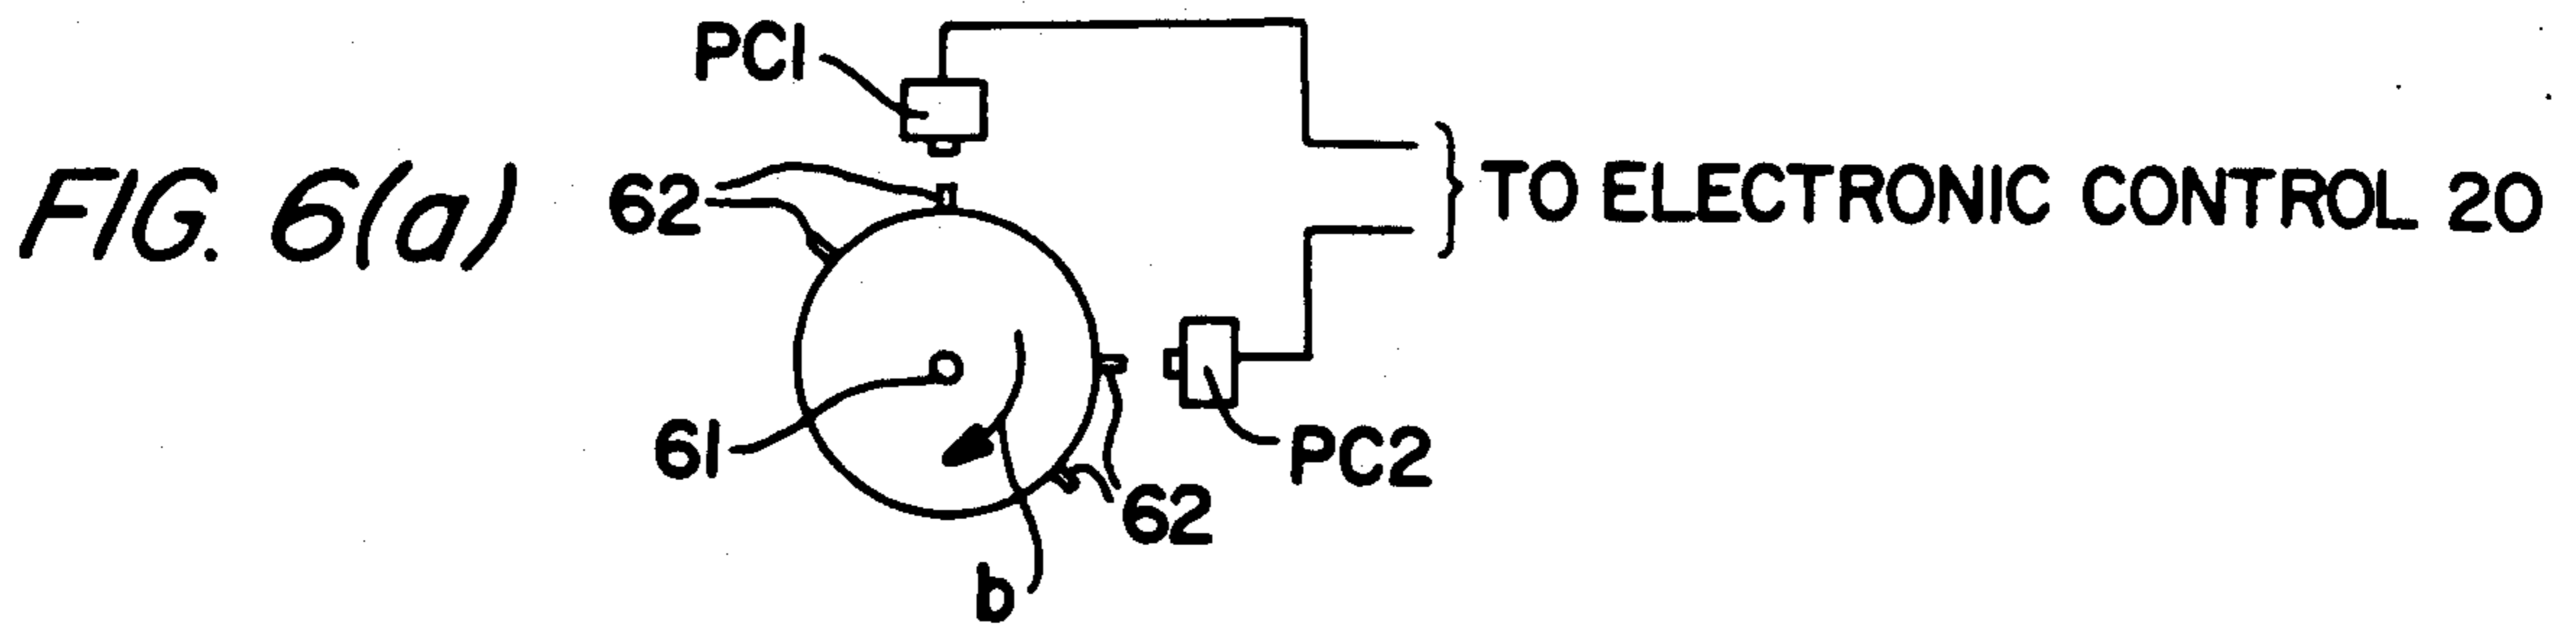 PC1
FIG. 6(a)
62
TO ELECTRONIC CONTROL 20
61
PC2
62
b